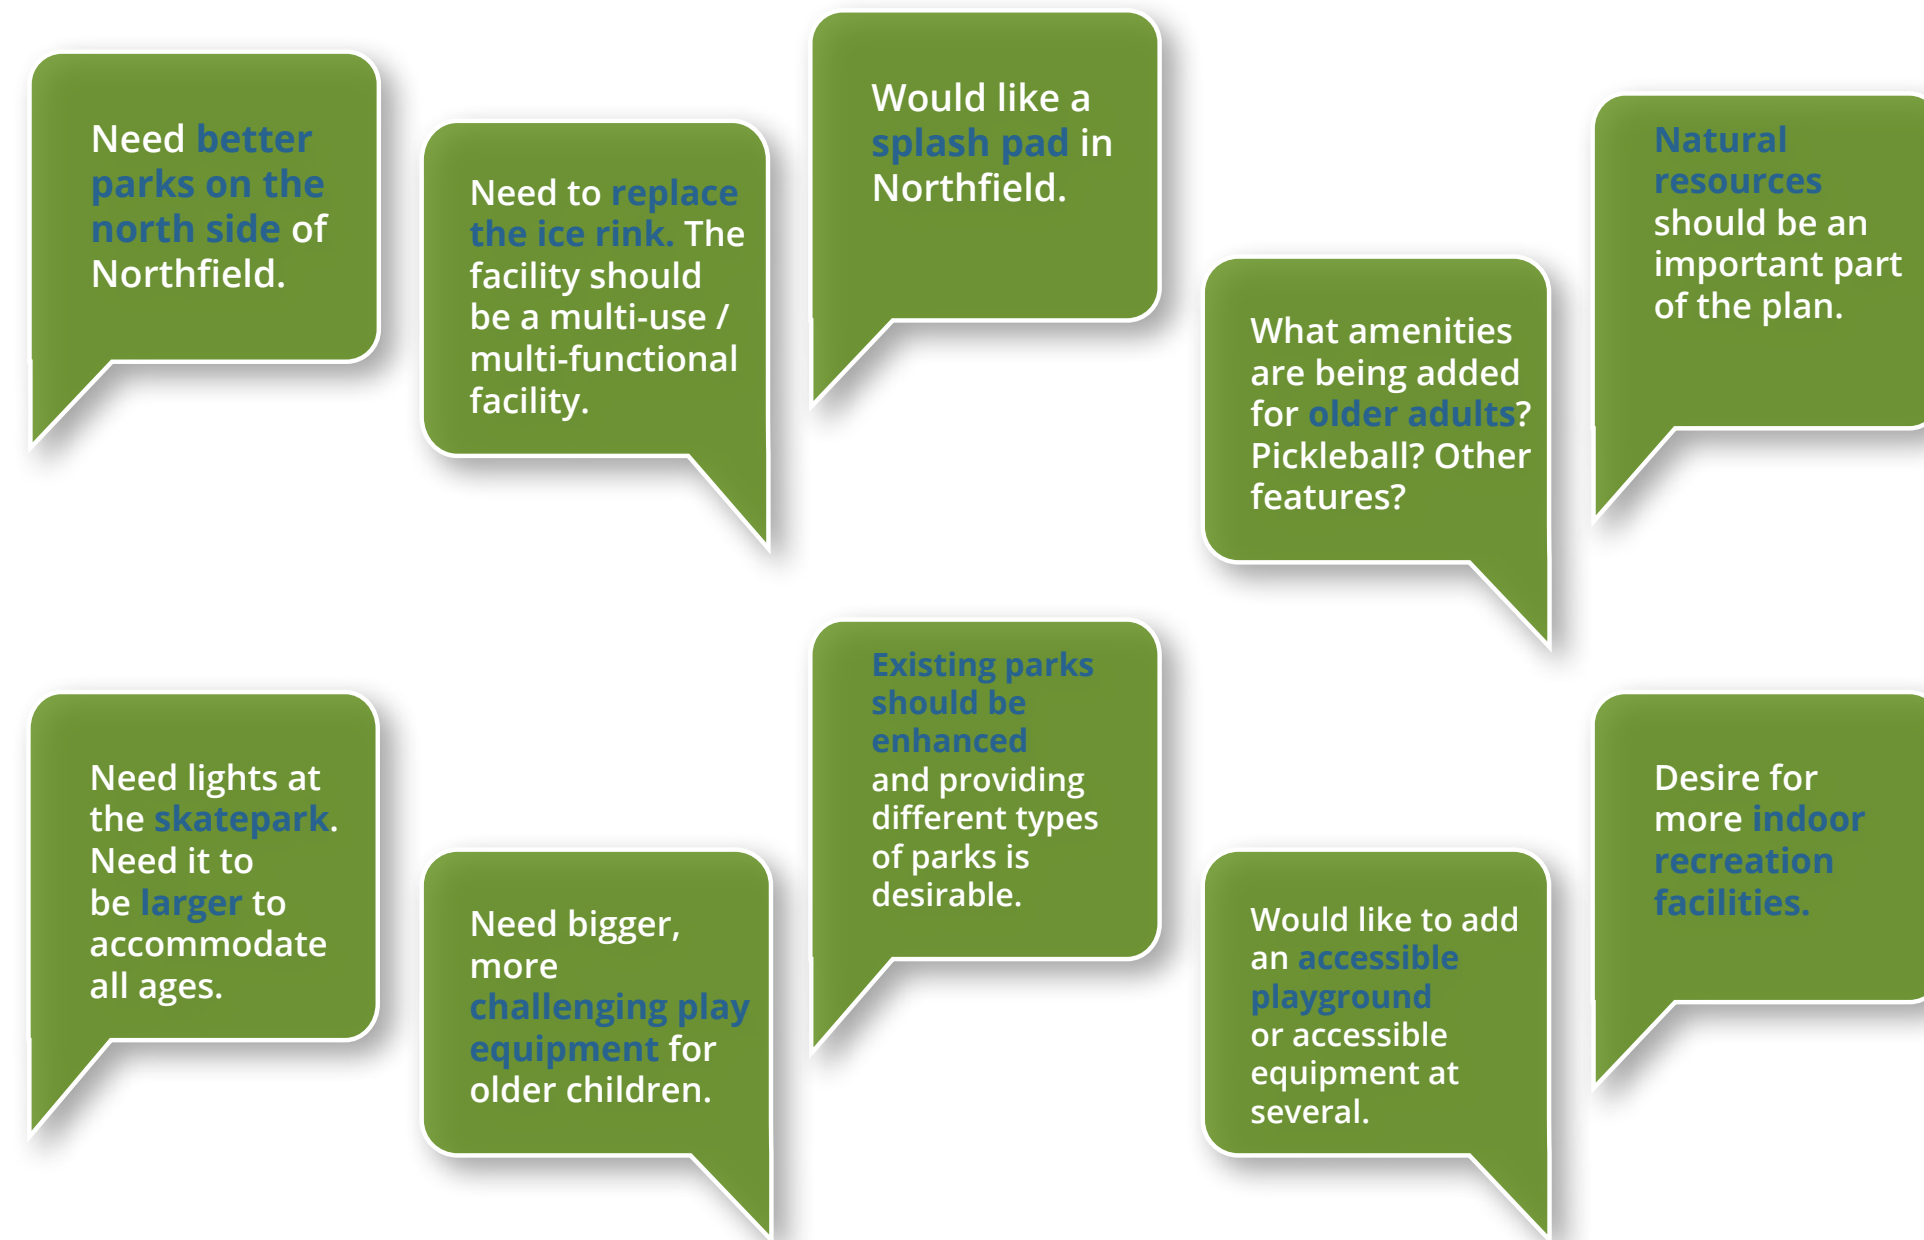 Need better
parks on the
north side of
Northfield.
Need to replace
the ice rink. The
facility should
be a multi-use /
multi-functional
facility.
Would like a
splash pad in
Northfield.
What amenities
are being added
for older adults?
Pickleball? Other
features?
Natural
resources
should be an
important part
of the plan.
Need lights at
the skatepark.
Need it to
be larger to
accommodate
all ages.
Need bigger,
more
challenging play
equipment for
older children.
Existing parks
should be
enhanced
and providing
different types
of parks is
desirable.
Would like to add
an accessible
playground
or accessible
equipment at
several.
Desire for
more indoor
recreation
facilities.